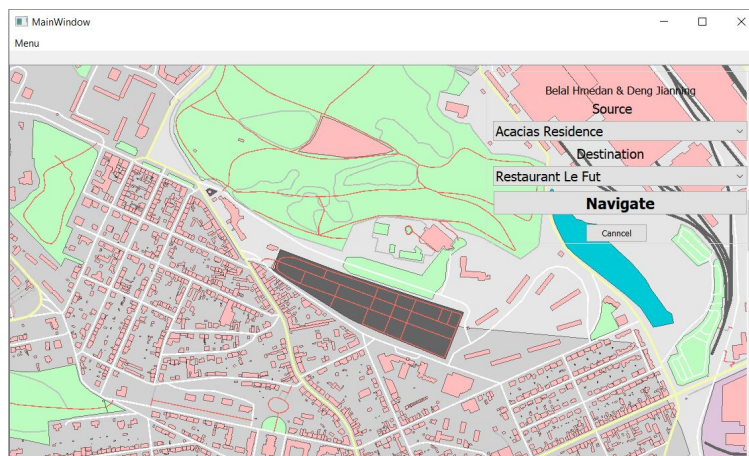 MainWindow
Menu
Belal Hmedan & Deng Jianning
Source
Acacias Residence
Destination
Restaurant Le Fut
Navigate
Canncel